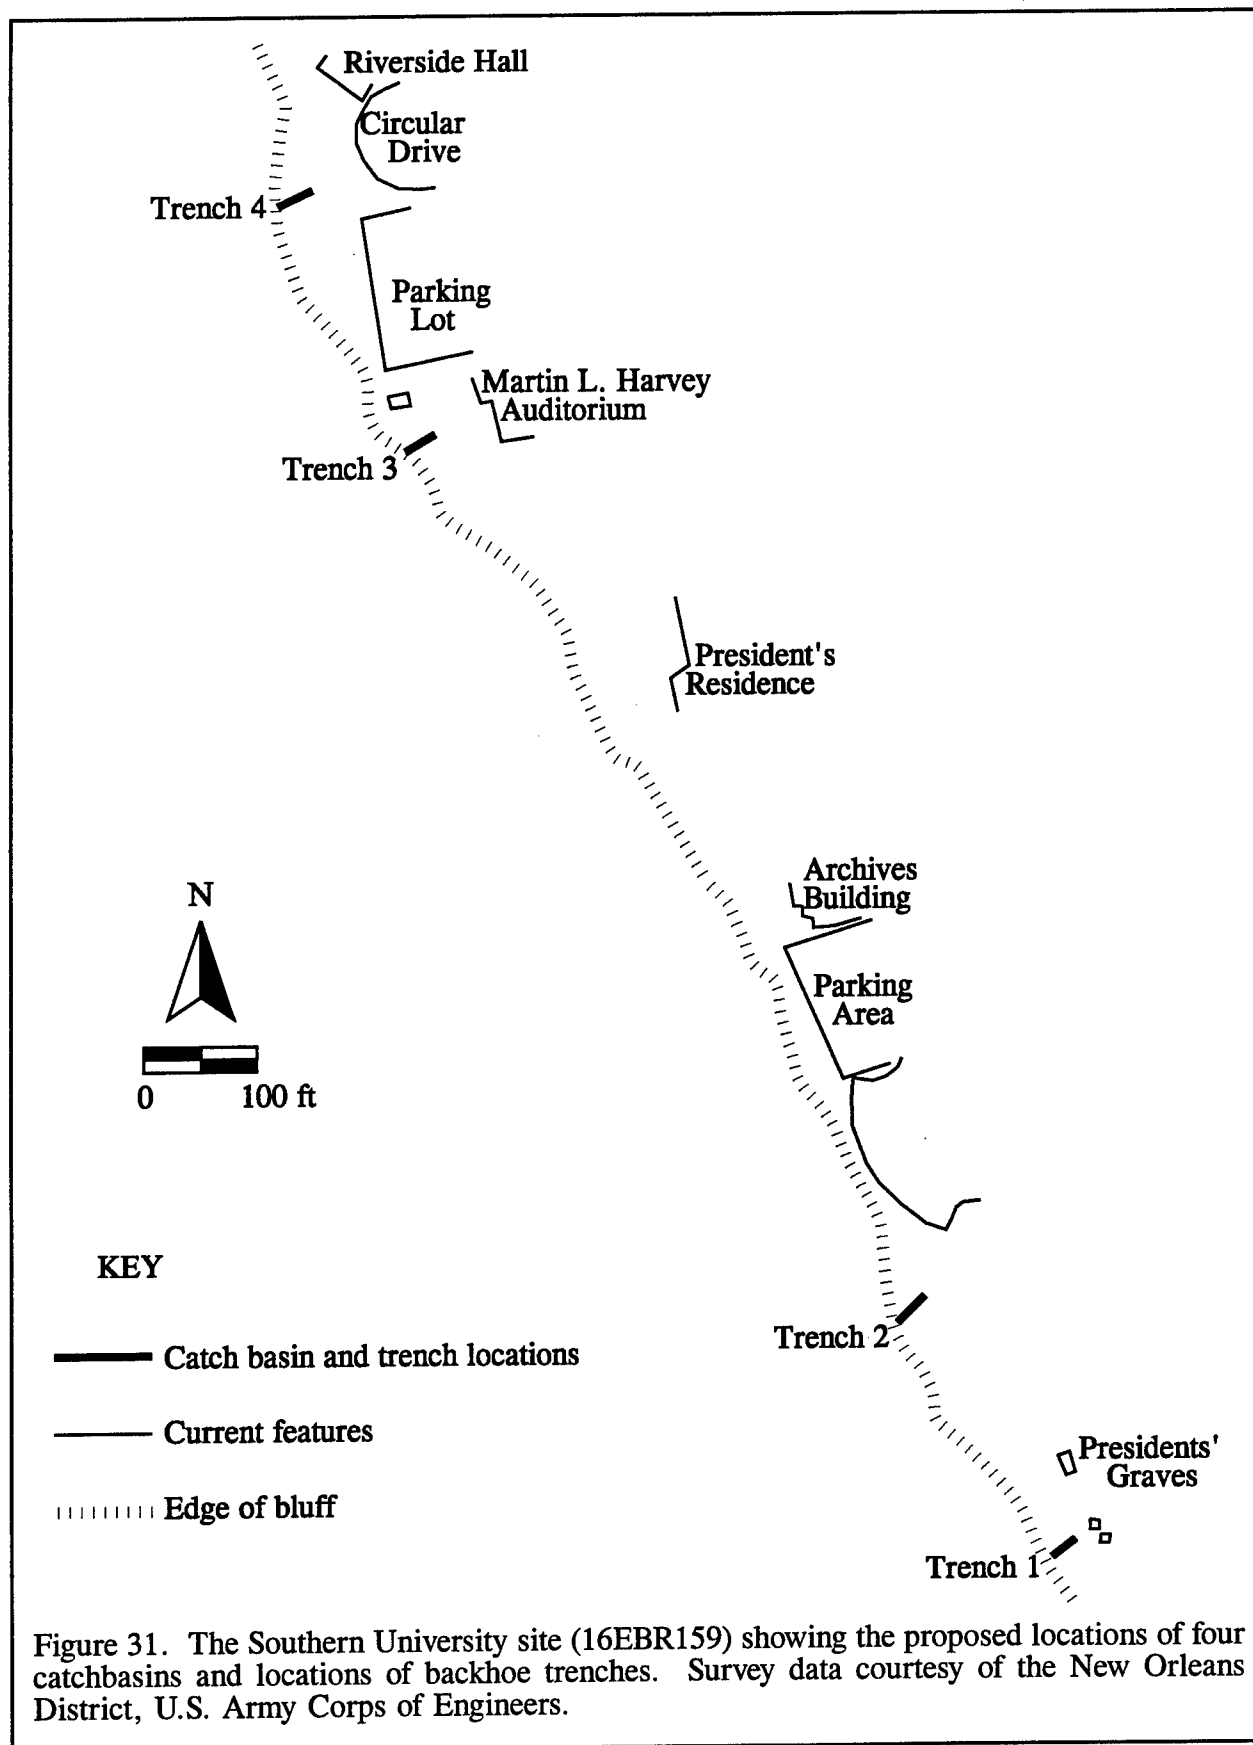 Riverside Hall
Circular
Drive
Trench 4
Parking
Lot
Martin L. Harvey
Auditorium
Trench 3
President's
Residence
Archives
Building
N
Parking
Area
0 100 ft
KEY
Trench 2
Catch basin and trench locations
Current features
Presidents'
Graves
Edge of bluff
Trench 1
Figure 31. The Southern University site (16EBR159) showing the proposed locations of four
catchbasins and locations of backhoe trenches. Survey data courtesy of the New Orleans
District, U.S. Army Corps of Engineers.